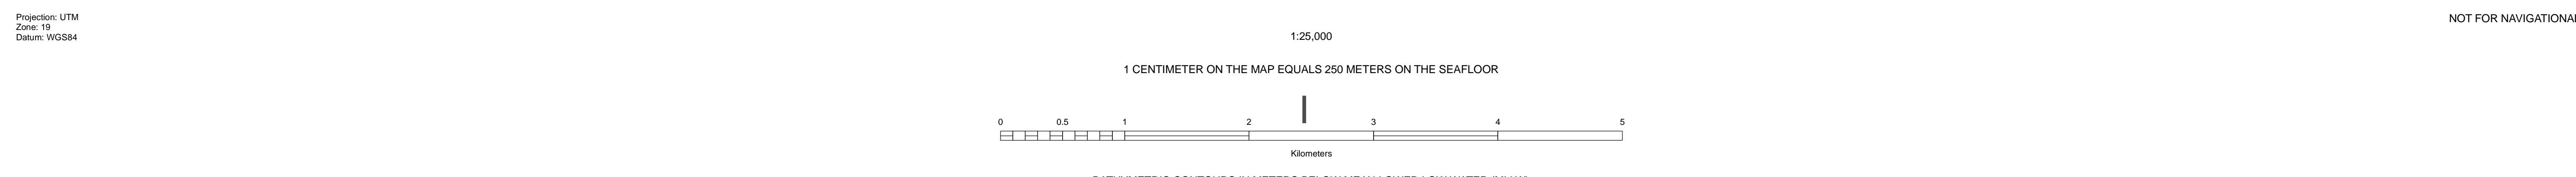 Projection: UTM
Zone: 19
Datum: WGS84
NOT FOR NAVIGATIONAL
1:25,000
1 CENTIMETER ON THE MAP EQUALS 250 METERS ON THE SEAFLOOR
0 0.5 1 2 3 4 5
Kilometers